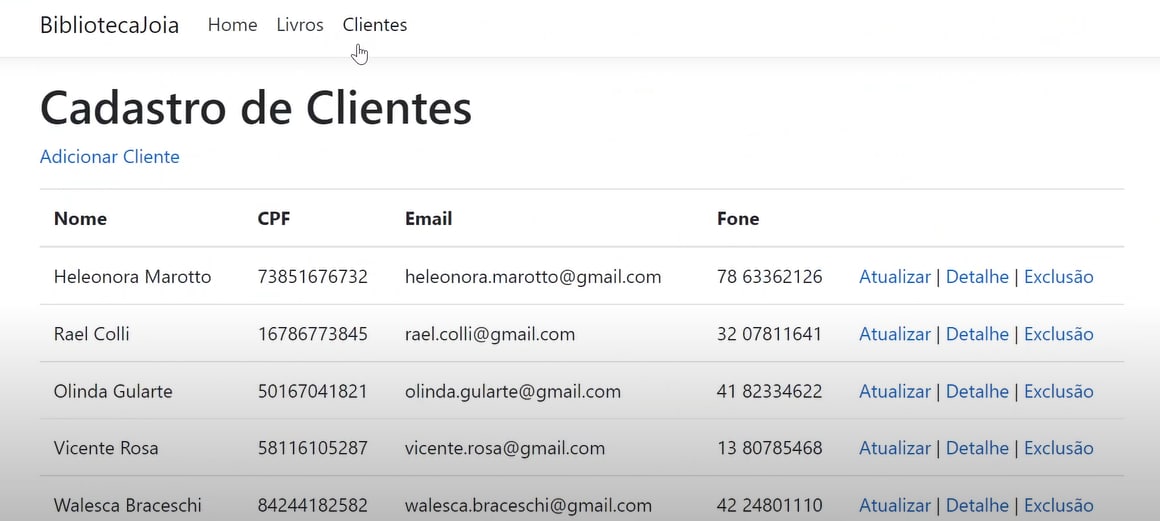 BibliotecaJoia Home Livros Clientes
Cadastro de Clientes
Adicionar Cliente
Nome CPF Email Fone
Heleonora Marotto 73851676732 heleonora.marotto@gmail.com 78 63362126 Atualizar | Detalhe | Exclusão
Rael Colli 16786773845 rael.colli@gmail.com 32 07811641 Atualizar | Detalhe | Exclusão
Olinda Gularte 50167041821 olinda.gularte@gmail.com 41 82334622 Atualizar | Detalhe | Exclusão
Vicente Rosa 58116105287 vicente.rosa@gmail.com 13 80785468 Atualizar | Detalhe | Exclusão
Walesca Braceschi 84244182582 walesca.braceschi@gmail.com 42 24801110 Atualizar | Detalhe | Exclusão